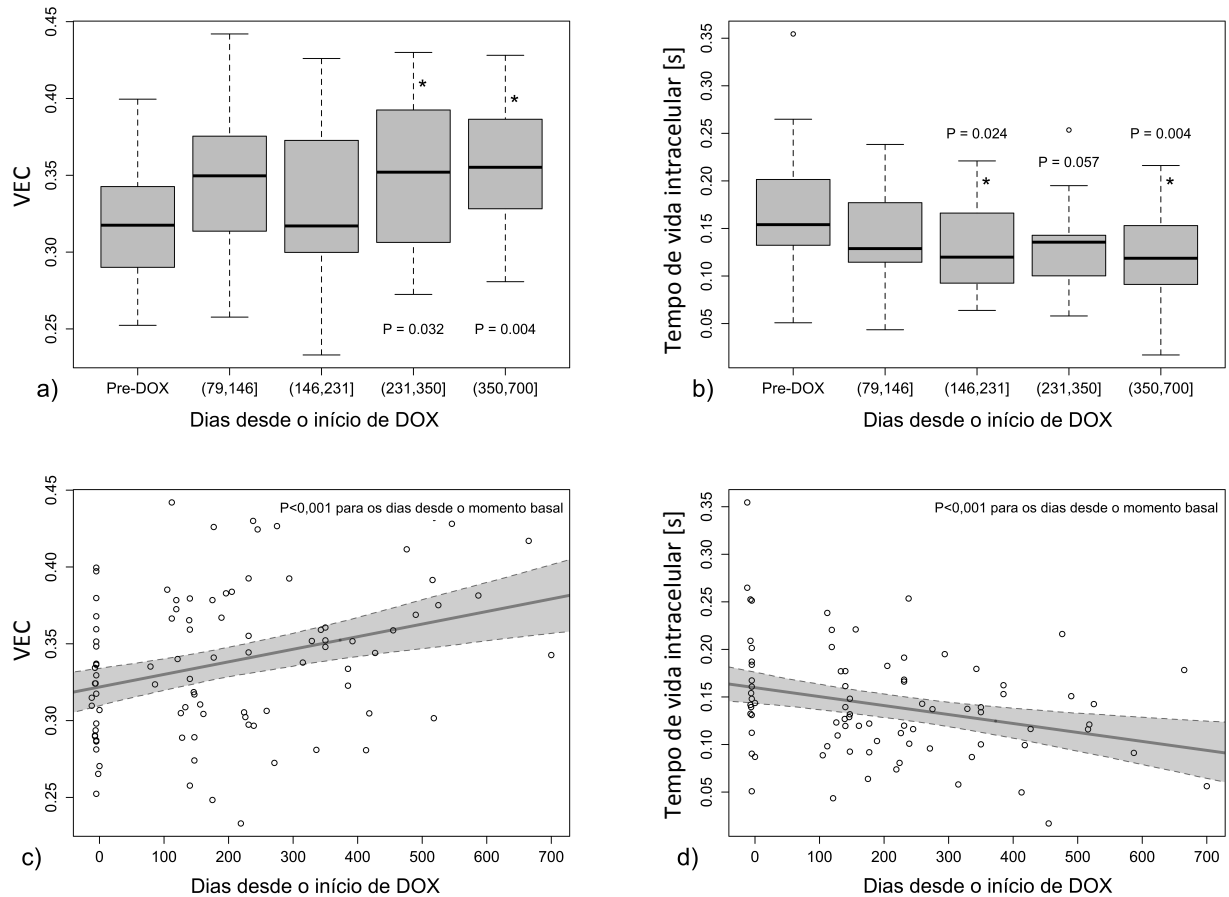 VEC
0.45
0.40
0.35
0.30
0.25
*
*
P = 0.032
P = 0.004
Pre-DOX
(79,146]
(146,231]
(231,350]
(350,700]
a)
Dias desde o início de DOX
Tempo de vida intracelular [s]
0.35
0.30
0.25
0.20
0.15
0.10
0.05
P = 0.024
P = 0.004
P = 0.057
*
*
Pre-DOX
(79,146]
(146,231]
(231,350]
(350,700]
b)
Dias desde o início de DOX
VEC
0.45
0.40
0.35
0.30
0.25
P<0,001 para os dias desde o momento basal
0 100 200 300 400 500 600 700
c)
Dias desde o início de DOX
Tempo de vida intracelular [s]
0.35
0.30
0.25
0.20
0.15
0.10
0.05
P<0,001 para os dias desde o momento basal
0 100 200 300 400 500 600 700
d)
Dias desde o início de DOX